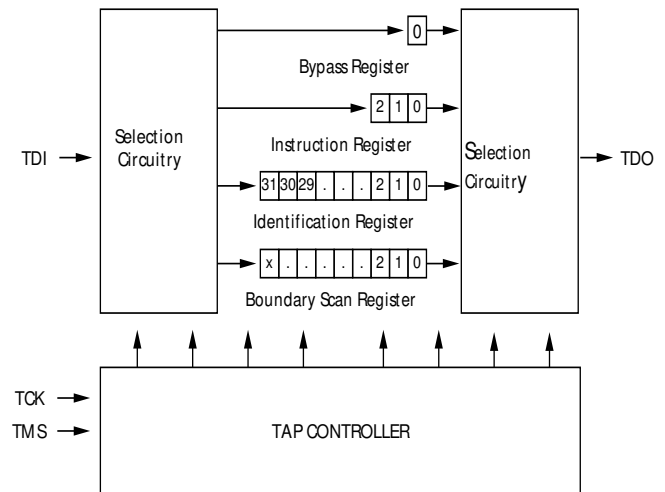 0
Bypass Register
2 1 0
Selection
Circuitry
TDI
Instruction Register
Selection
Circuitry
TDO
31 30 29 . . . 2 1 0
Identification Register
x . . . . . 2 1 0
Boundary Scan Register
TCK
TMS
TAP CONTROLLER